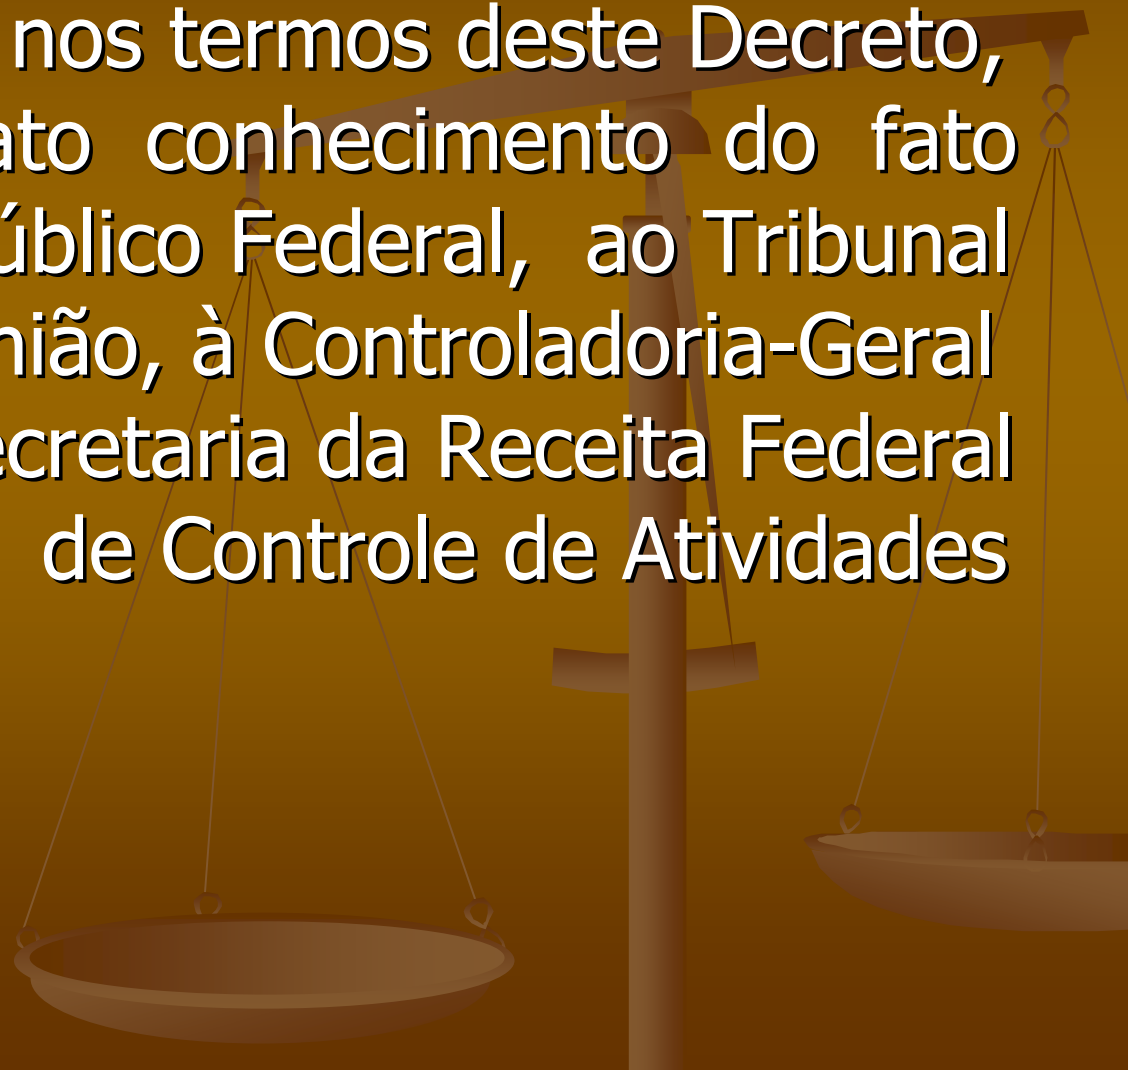 nos termos deste Decreto,
ato conhecimento do fato
úblico Federal, ao Tribunal
nião, à Controladoria-Geral
ecretaria da Receita Federal
de Controle de Atividades